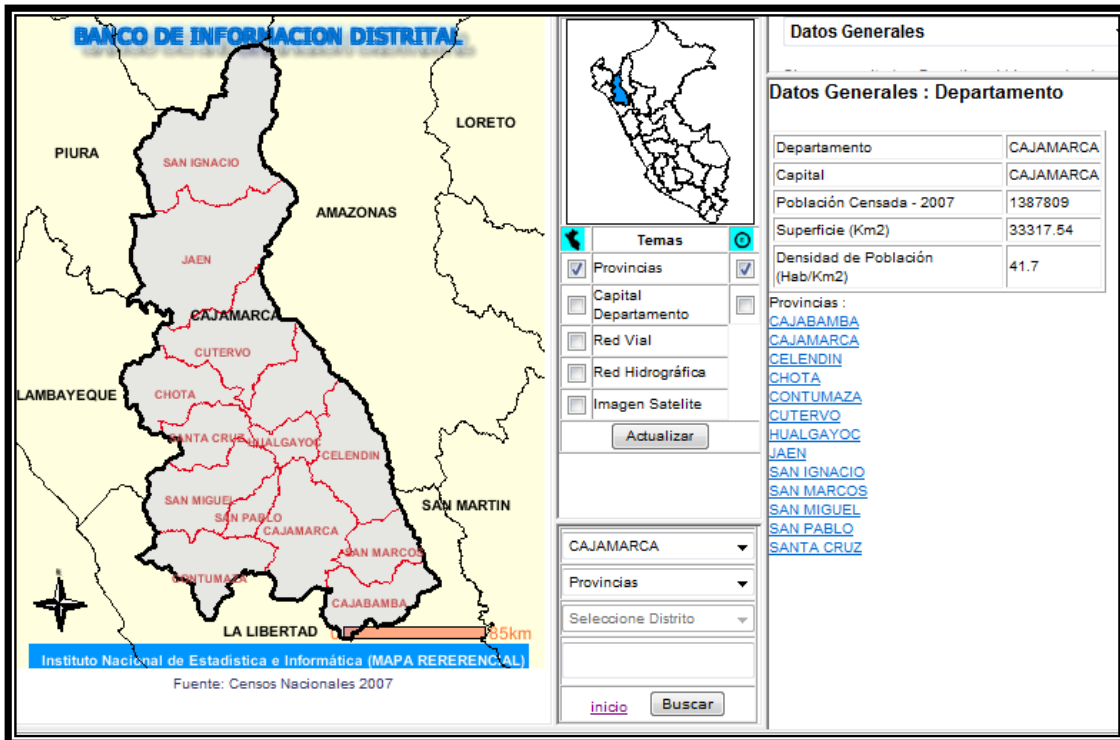 BANCO DE INFORMACION DISTRITAL
LORETO
PIURA
SAN IGNACIO
AMAZONAS
JAEN
CAJAMARCA
CUTERVO
LAMBAYEQUE
CHOTA
SANTA CRUZ
HUALGAYOC
CELENDIN
SAN MIGUEL
SAN MARTIN
SAN PABLO
CAJAMARCA
SAN MARCOS
CONTUMAZA
CAJABAMBA
LA LIBERTAD
0 85km
Instituto Nacional de Estadistica e Informática (MAPA RERERENCIAL)
Fuente: Censos Nacionales 2007
Temas
Provincias
Capital
Departamento
Red Vial
Red Hidrográfica
Imagen Satelite
Actualizar
CAJAMARCA
Provincias
Seleccione Distrito
inicio Buscar
Datos Generales
Datos Generales : Departamento
Departamento CAJAMARCA
Capital CAJAMARCA
Población Censada - 2007 1387809
Superficie (Km2) 33317.54
Densidad de Población
(Hab/Km2) 41.7
Provincias :
CAJABAMBA
CAJAMARCA
CELENDIN
CHOTA
CONTUMAZA
CUTERVO
HUALGAYOC
JAEN
SAN IGNACIO
SAN MARCOS
SAN MIGUEL
SAN PABLO
SANTA CRUZ